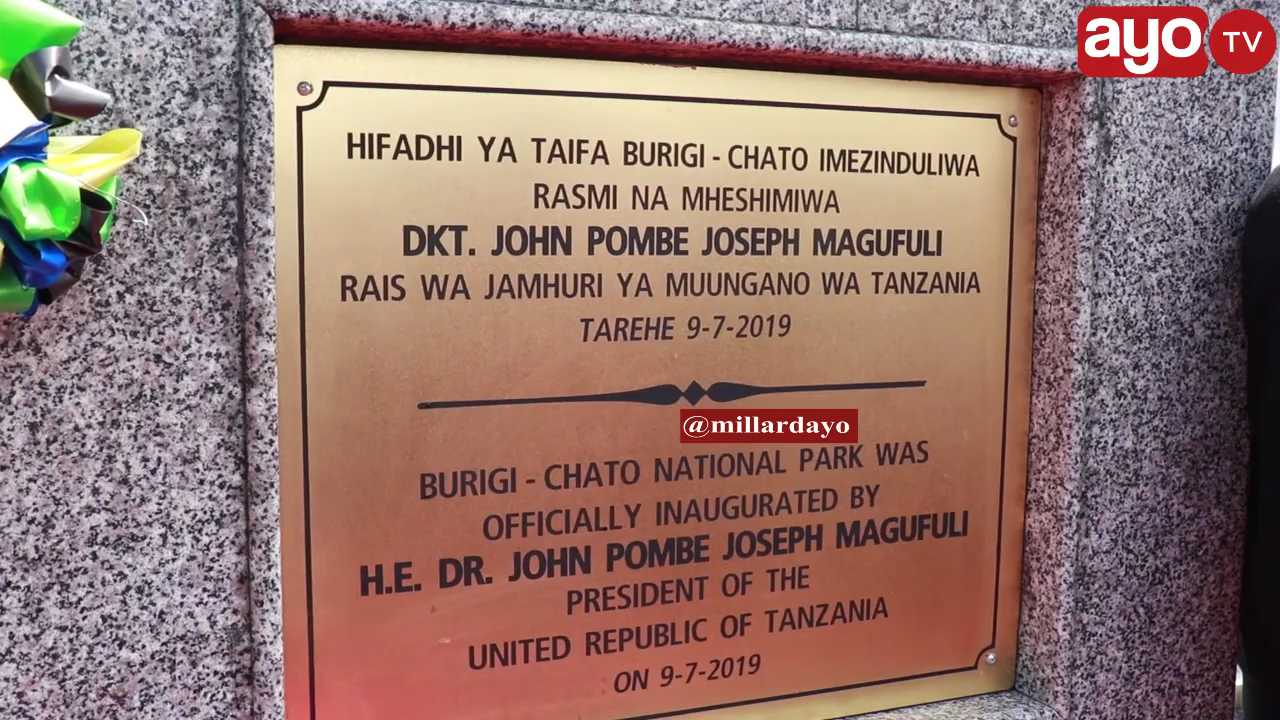 ayo TV
HIFADHI YA TAIFA BURIGI - CHATO IMEZINDULIWA
RASMI NA MHESHIMIWA
DKT. JOHN POMBE JOSEPH MAGUFULI
RAIS WA JAMHURI YA MUUNGANO WA TANZANIA
TAREHE 9-7-2019
@millardayo
BURIGI - CHATO NATIONAL PARK WAS
OFFICIALLY INAUGURATED BY
H.E. DR. JOHN POMBE JOSEPH MAGUFULI
PRESIDENT OF THE
UNITED REPUBLIC OF TANZANIA
ON 9-7-2019